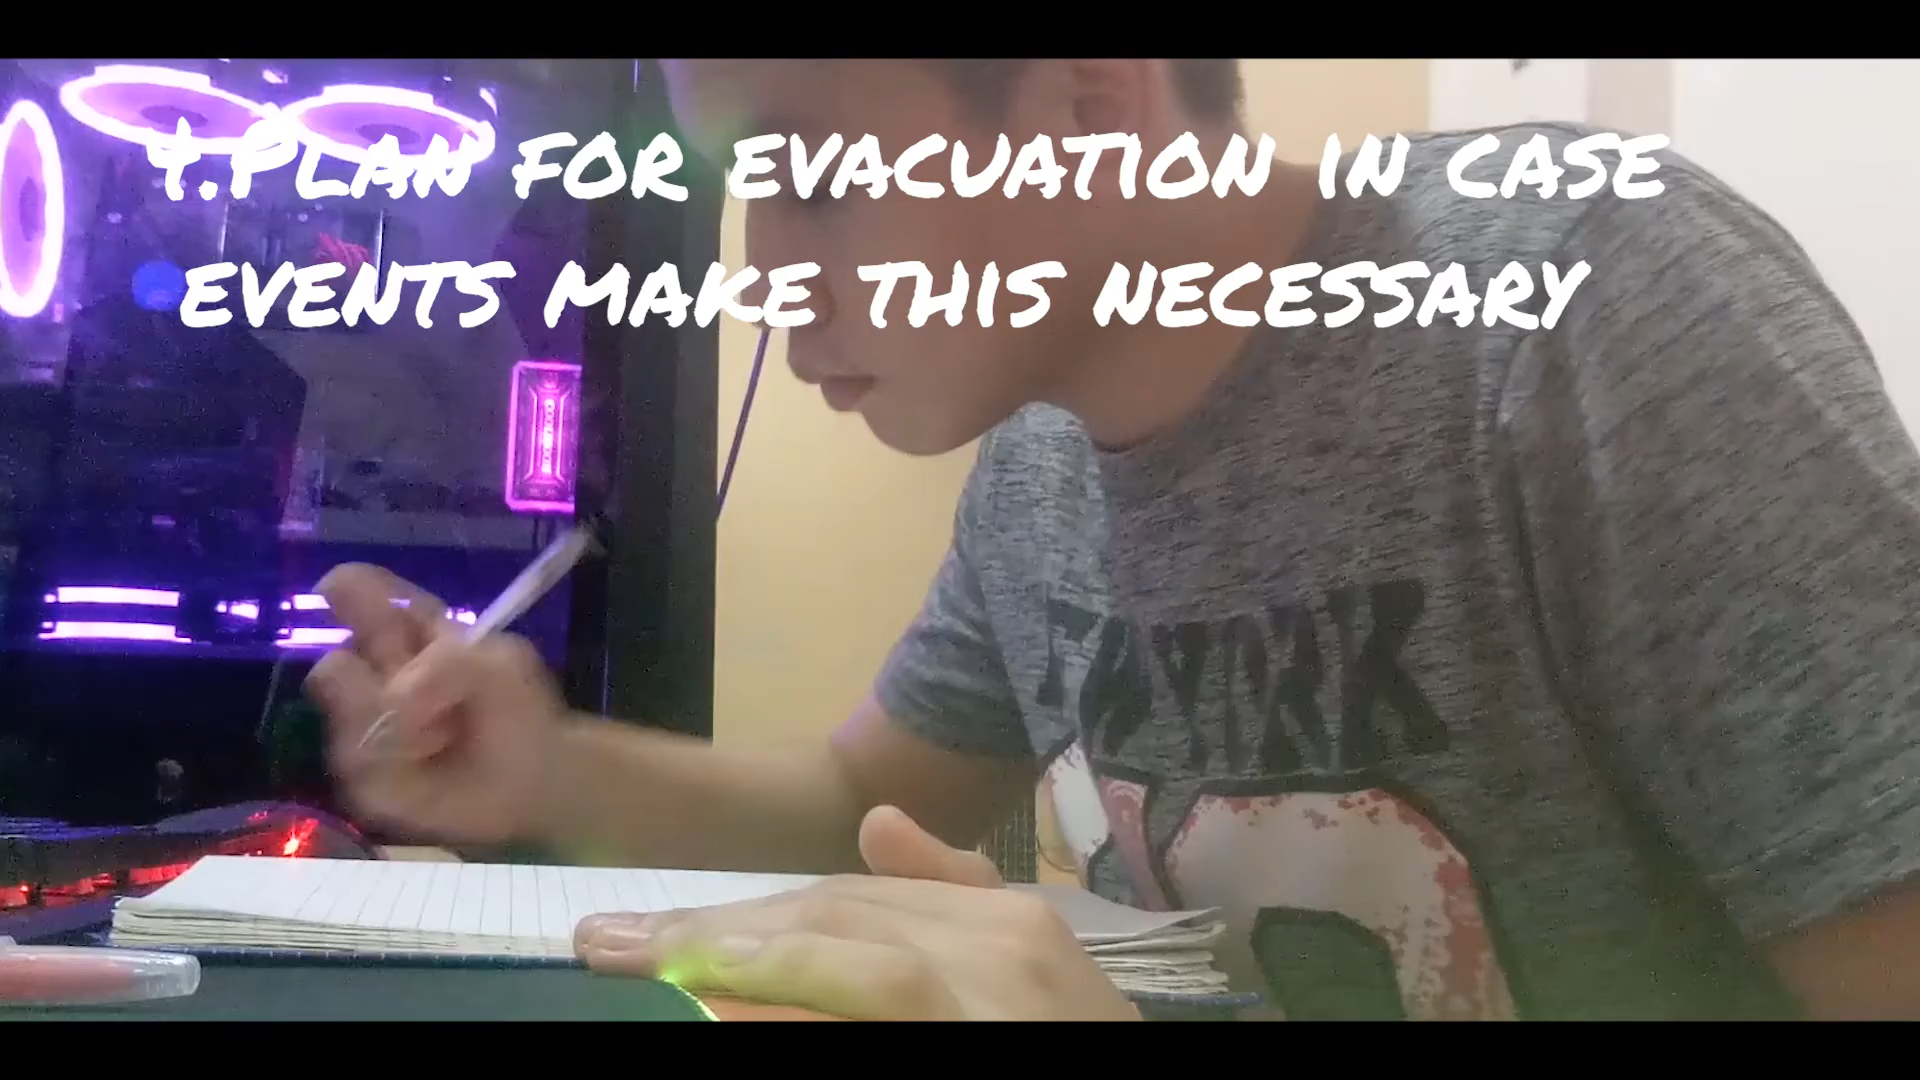 4.Plan for evacuation in case
events make this necessary